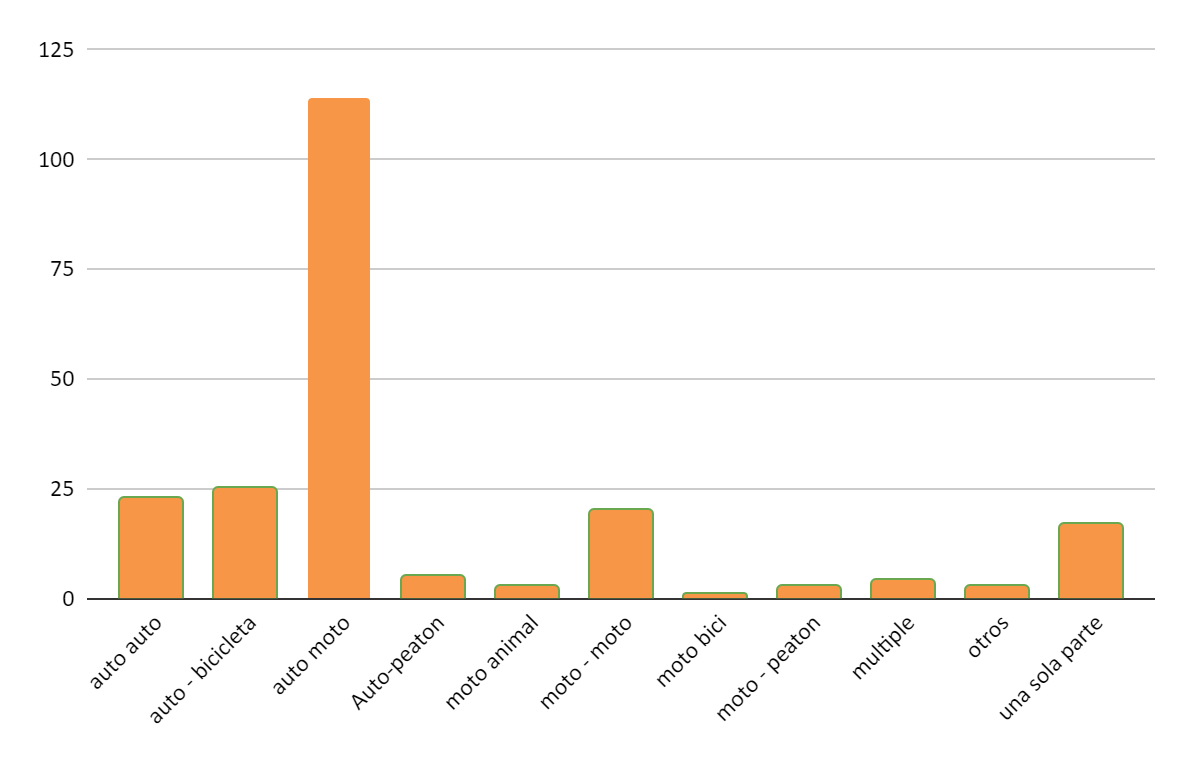 125
100
75
50
25
0
auto auto
auto - bicicleta
auto moto
Auto-peaton
moto animal
moto - moto
moto bici
moto - peaton
multiple
otros
una sola parte